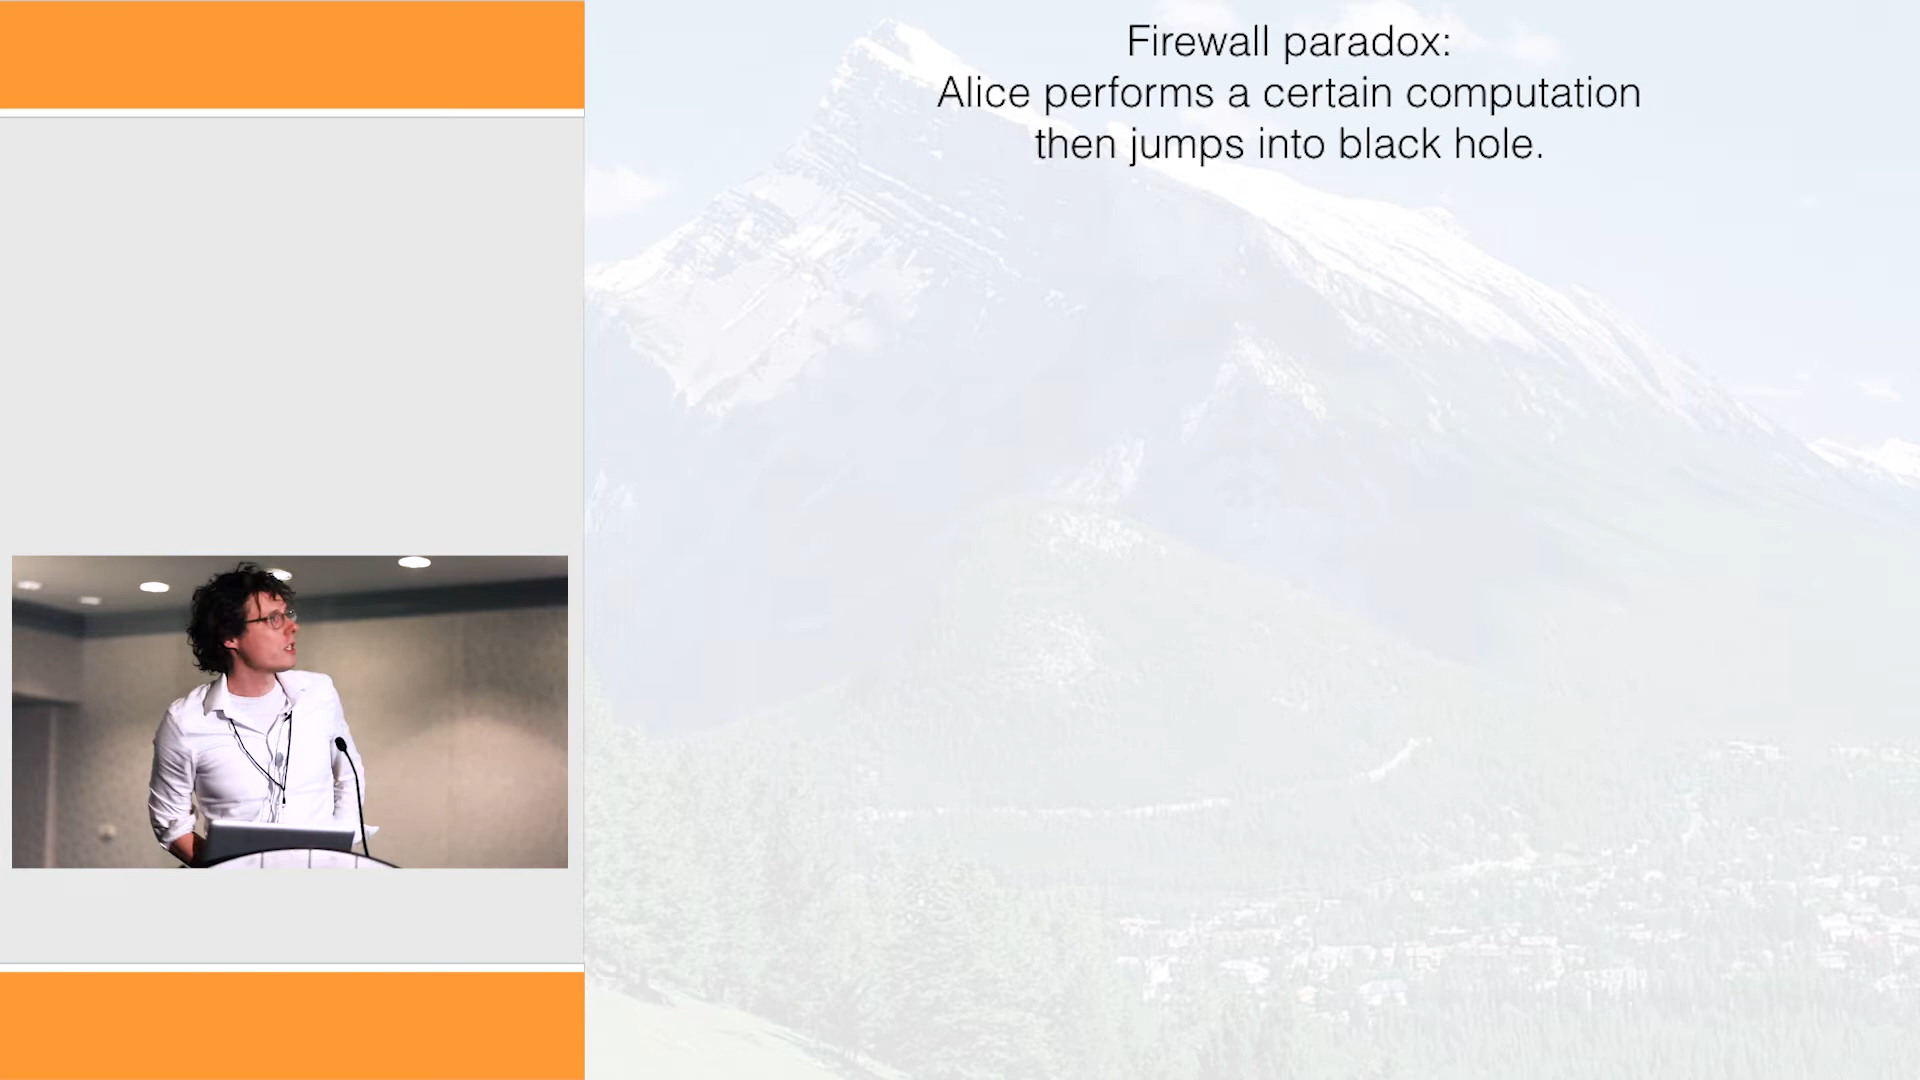 Firewall paradox:
Alice performs a certain computation
then jumps into black hole.